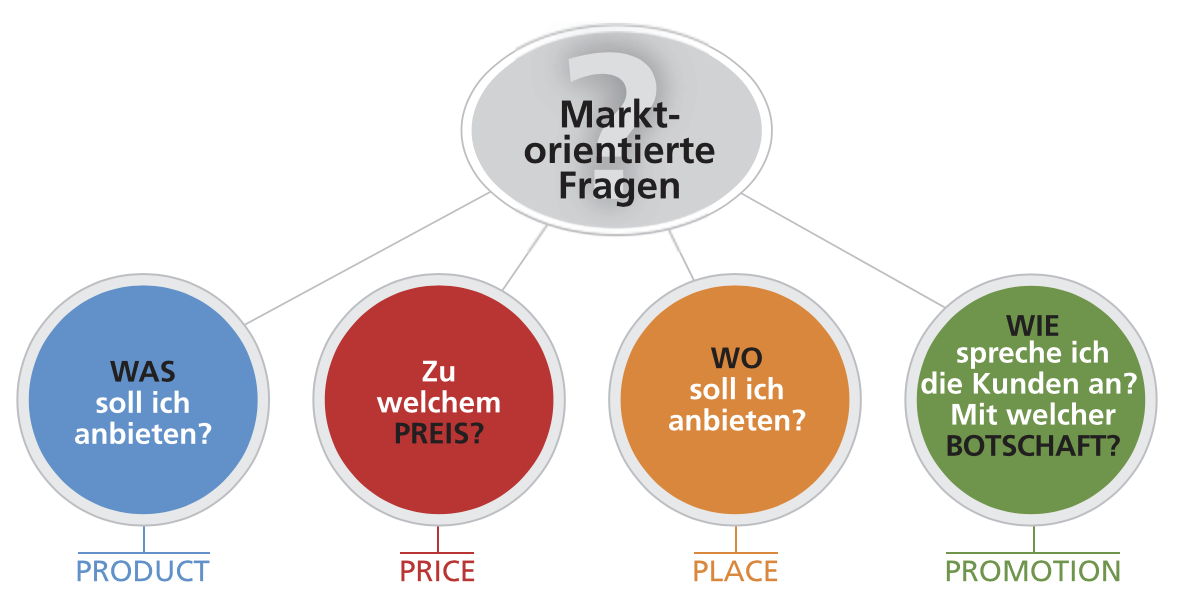 ?
Markt-
orientierte
Fragen
WAS
soll ich
anbieten?
Zu
welchem
PREIS?
WO
soll ich
anbieten?
WIE
spreche ich
die Kunden an?
Mit welcher
BOTSCHAFT?
PRODUCT
PRICE
PLACE
PROMOTION